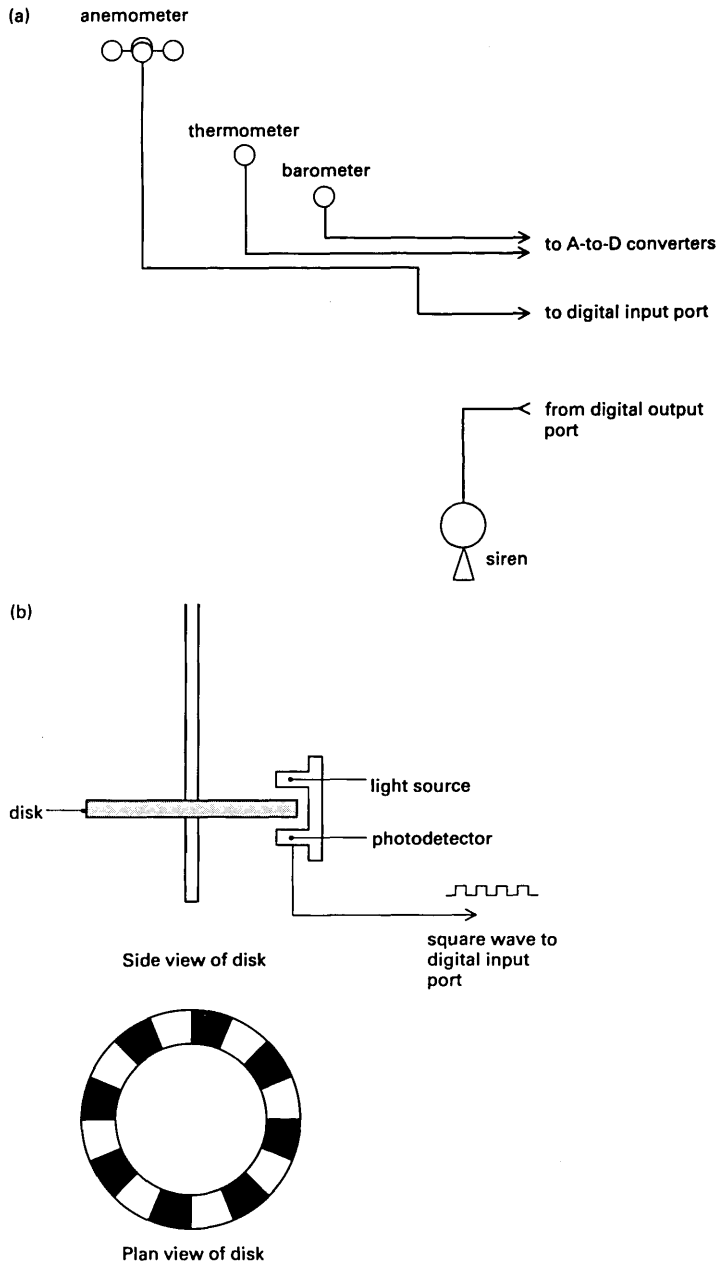 (a)
anemometer
thermometer
barometer
to A-to-D converters
to digital input port
from digital output
port
siren
(b)
light source
disk
photodetector
square wave to
digital input
port
Side view of disk
Plan view of disk